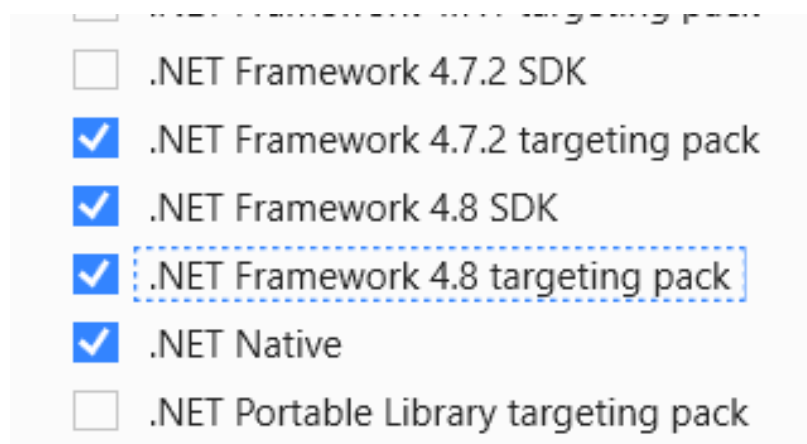 .NET Framework 4.7.2 SDK
.NET Framework 4.7.2 targeting pack
.NET Framework 4.8 SDK
.NET Framework 4.8 targeting pack
.NET Native
.NET Portable Library targeting pack